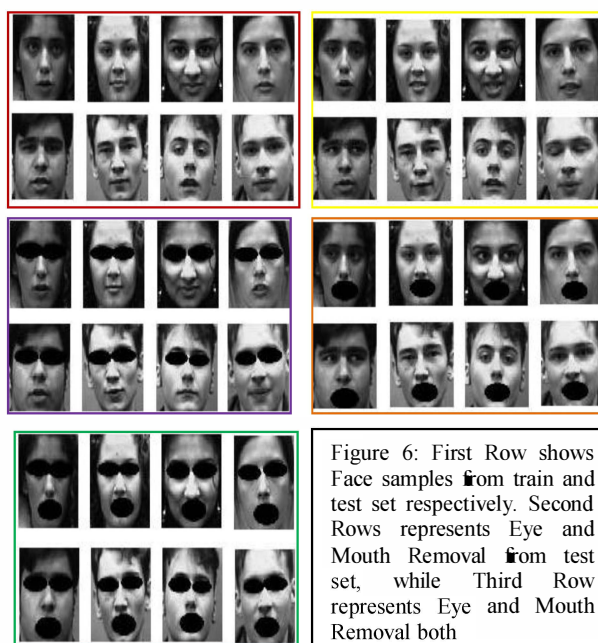 Figure 6: First Row shows
Face samples from train and
test set respectively. Second
Rows represents Eye and
Mouth Removal from test
set, while Third Row
represents Eye and Mouth
Removal both